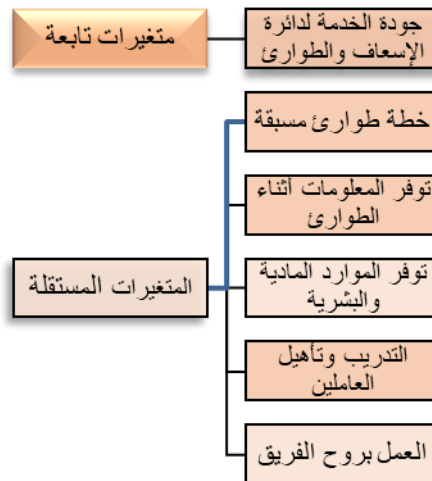 متغيرات تابعة
جودة الخدمة لدائرة
الإسعاف والطوارئ
المتغيرات المستقلة
خطة طوارئ مسبقة
توفر المعلومات أثناء
الطوارئ
توفر الموارد المادية
والبشرية
التدريب وتأهيل
العاملين
العمل بروح الفريق